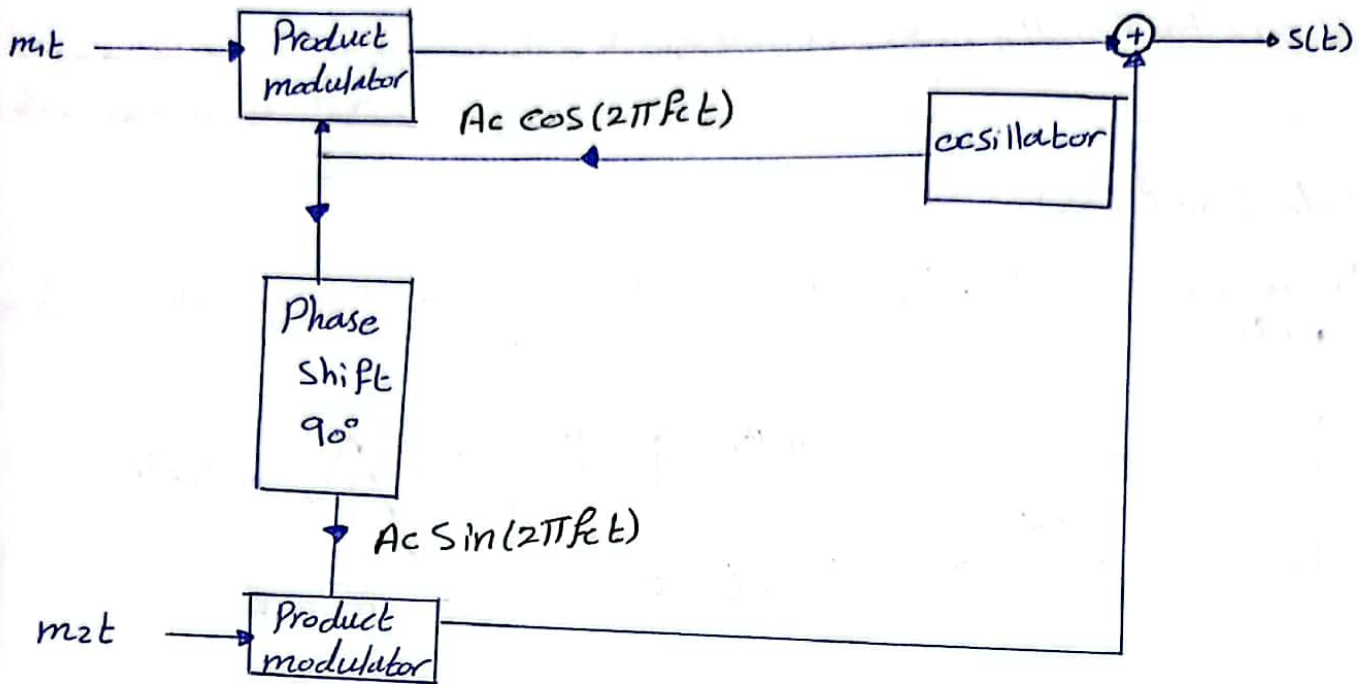 m1t
Product
modulator
+
S(t)
Ac cos(2πfct)
ocsillator
Phase
Shift
90°
Ac Sin(2πfct)
m2t
Product
modulator